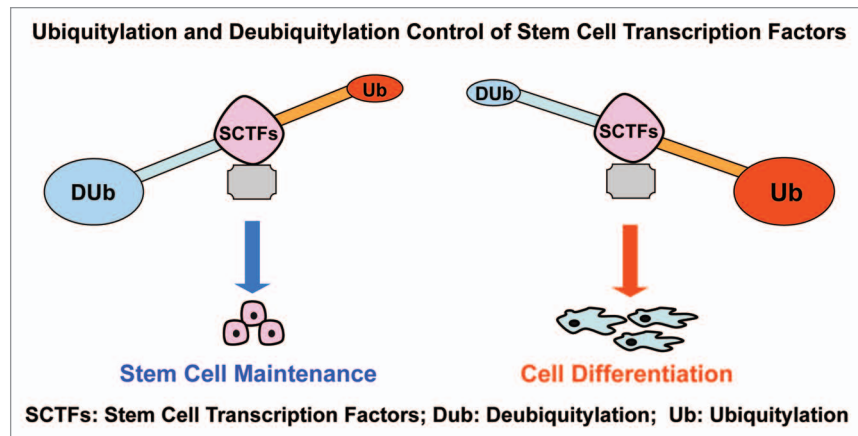 Ubiquitylation and Deubiquitylation Control of Stem Cell Transcription Factors
Ub
SCTFs
DUb
DUb
SCTFs
Ub
Stem Cell Maintenance
Cell Differentiation
SCTFs: Stem Cell Transcription Factors; Dub: Deubiquitylation; Ub: Ubiquitylation